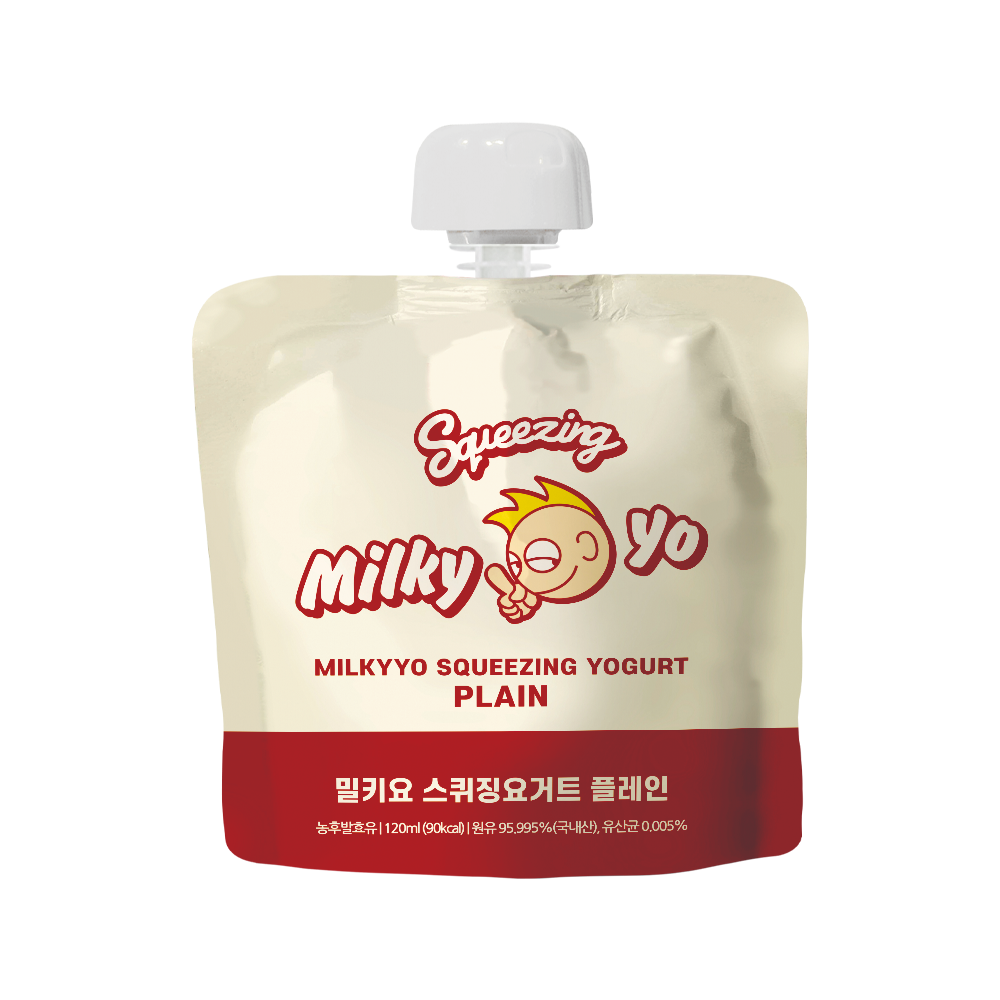 Squeezing
Milky Yo
MILKYYO SQUEEZING YOGURT
PLAIN
밀키요 스퀴징요거트 플레인
농후발효유 | 120ml (90kcal) | 원유 95.995% (국내산), 유산균 0.005%